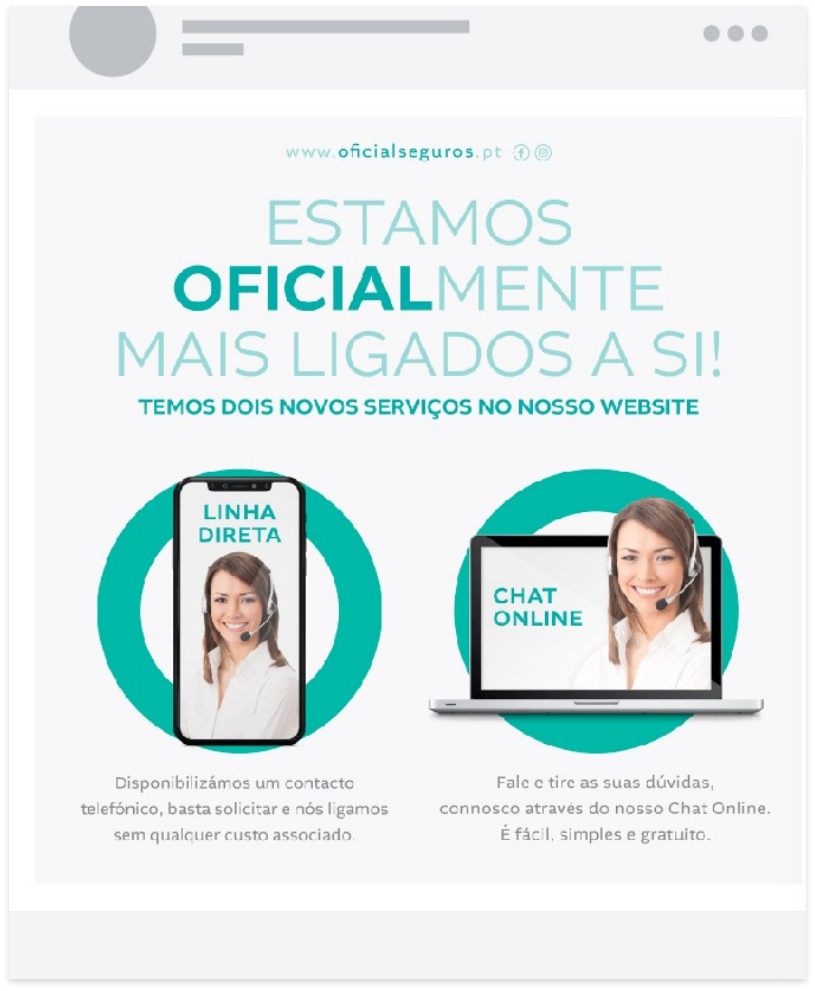 www.oficialseguros.pt
ESTAMOS
OFICIALMENTE
MAIS LIGADOS A SI!
TEMOS DOIS NOVOS SERVIÇOS NO NOSSO WEBSITE
LINHA
DIRETA
CHAT
ONLINE
Disponibilizámos um contacto
telefónico, basta solicitar e nós ligamos
sem qualquer custo associado.
Fale e tire as suas dúvidas,
connosco através do nosso Chat Online.
É fácil, simples e gratuito.